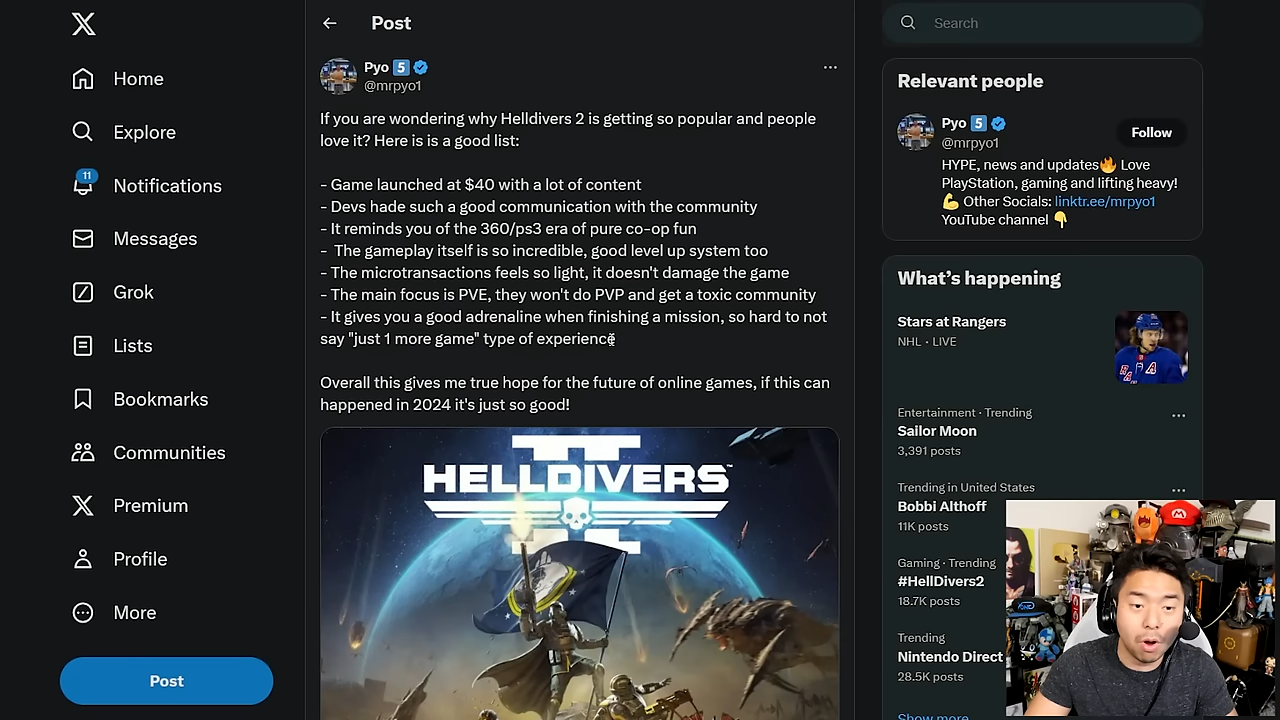 Home
Explore
11
Notifications
Messages
Grok
Lists
Bookmarks
Communities
Premium
Profile
More
Post
Post
Pyo 5
@mrpyo1
If you are wondering why Helldivers 2 is getting so popular and people
love it? Here is is a good list:
- Game launched at $40 with a lot of content
- Devs hade such a good communication with the community
- It reminds you of the 360/ps3 era of pure co-op fun
- The gameplay itself is so incredible, good level up system too
- The microtransactions feels so light, it doesn't damage the game
- The main focus is PVE, they won't do PVP and get a toxic community
- It gives you a good adrenaline when finishing a mission, so hard to not
say "just 1 more game" type of experience
Overall this gives me true hope for the future of online games, if this can
happened in 2024 it's just so good!
II
HELLDIVERS™
Search
Relevant people
Pyo 5
@mrpyo1
Follow
HYPE, news and updates🔥 Love
PlayStation, gaming and lifting heavy!
💪 Other Socials: linktr.ee/mrpyo1
YouTube channel 👇
What’s happening
Stars at Rangers
NHL · LIVE
Entertainment · Trending
Sailor Moon
3,391 posts
Trending in United States
Bobbi Althoff
11K posts
Gaming · Trending
#HellDivers2
18.7K posts
Trending
Nintendo Direct
28.5K posts
Show more